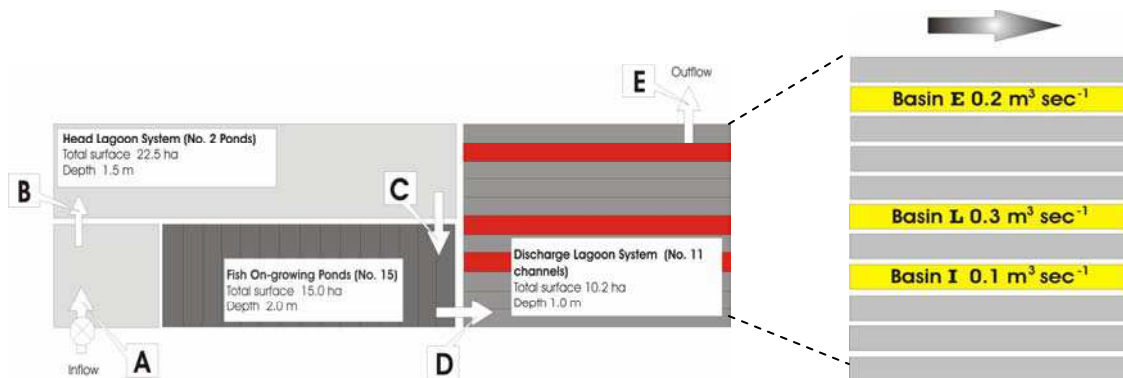 E
Outflow
Head Lagoon System (No. 2 Ponds)
Total surface 22.5 ha
Depth 1.5 m
B
C
Fish On-growing Ponds (No. 15)
Total surface 15.0 ha
Depth 2.0 m
Discharge Lagoon System (No. 11
channels)
Total surface 10.2 ha
Depth 1.0 m
A
Inflow
D
Basin E 0.2 m³ sec⁻¹
Basin L 0.3 m³ sec⁻¹
Basin I 0.1 m³ sec⁻¹